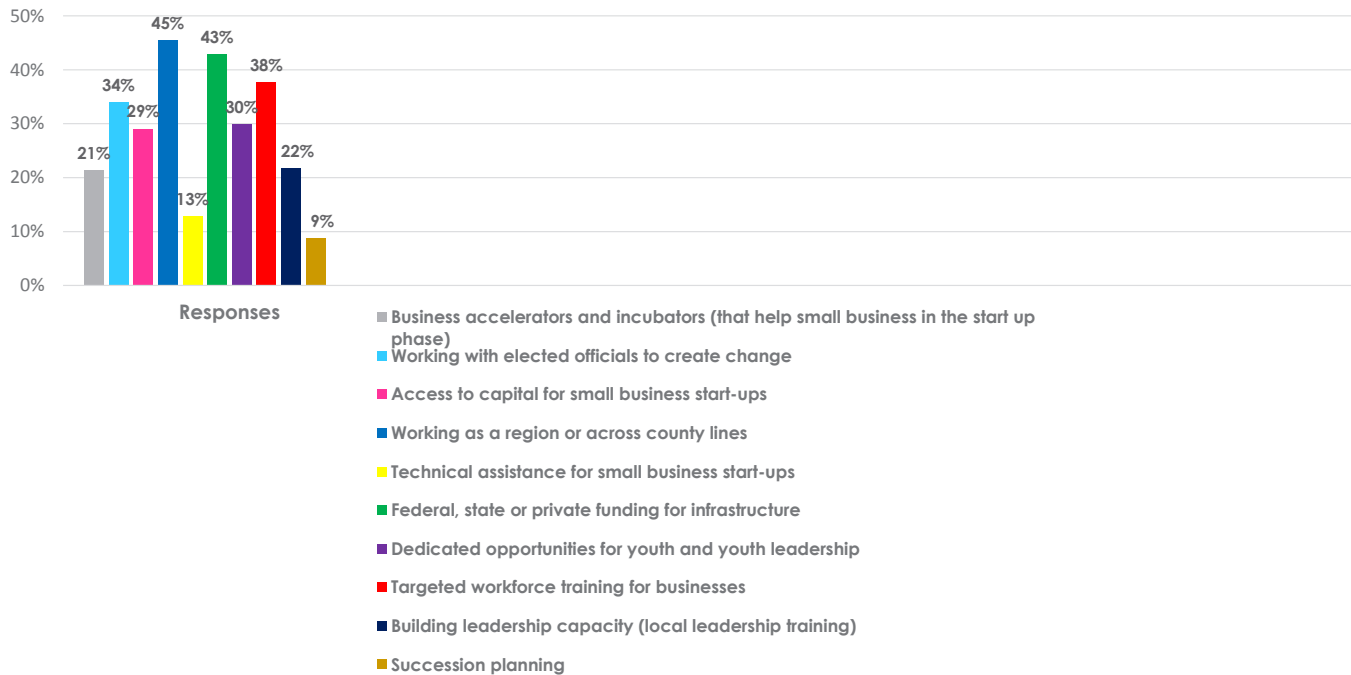 50%
40%
30%
20%
10%
0%
21%
34%
29%
45%
13%
43%
30%
38%
22%
9%
Responses
Business accelerators and incubators (that help small business in the start up
phase)
Working with elected officials to create change
Access to capital for small business start-ups
Working as a region or across county lines
Technical assistance for small business start-ups
Federal, state or private funding for infrastructure
Dedicated opportunities for youth and youth leadership
Targeted workforce training for businesses
Building leadership capacity (local leadership training)
Succession planning